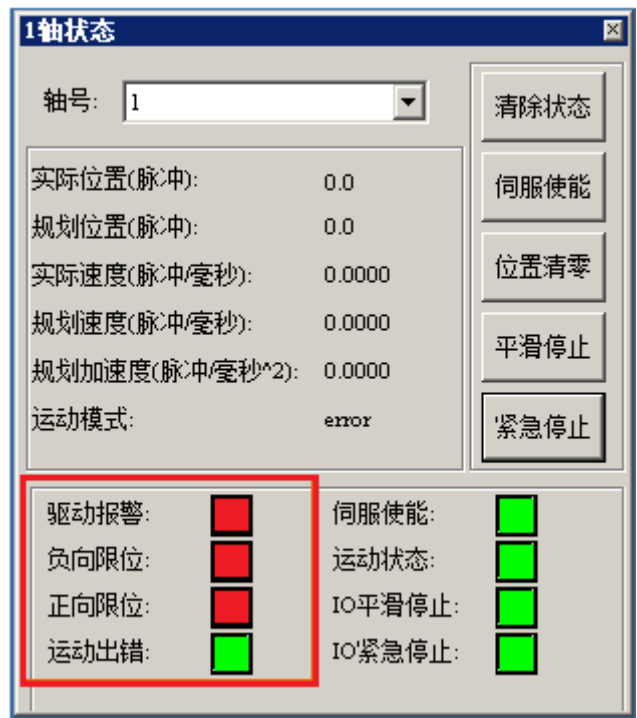 1轴状态
轴号: 1
清除状态
实际位置(脉冲): 0.0
伺服使能
规划位置(脉冲): 0.0
实际速度(脉冲/毫秒): 0.0000
位置清零
规划速度(脉冲/毫秒): 0.0000
平滑停止
规划加速度(脉冲/毫秒^2): 0.0000
运动模式: error
紧急停止
驱动报警: 伺服使能:
负向限位: 运动状态:
正向限位: IO平滑停止:
运动出错: IO紧急停止: